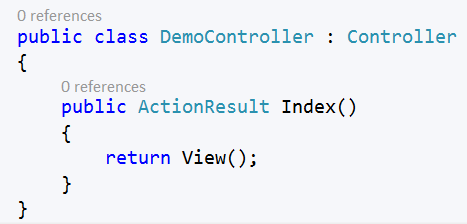 0 references
public class DemoController : Controller
{
0 references
public ActionResult Index()
{
return View();
}
}